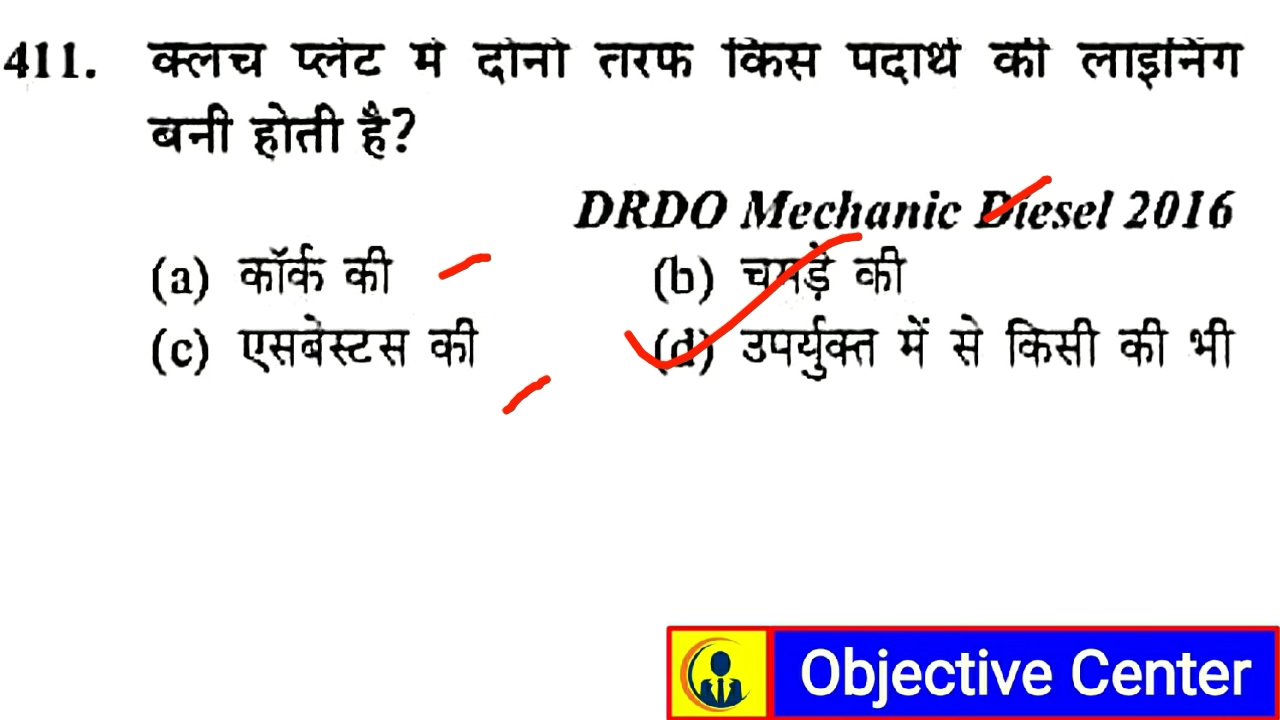 411. क्लच प्लेट में दोनों तरफ किस पदार्थ की लाइनिंग
बनी होती है?
DRDO Mechanic Diesel 2016
(a) कॉर्क की (b) चमड़े की
(c) एसबेस्टस की (d) उपर्युक्त में से किसी की भी
Objective Center